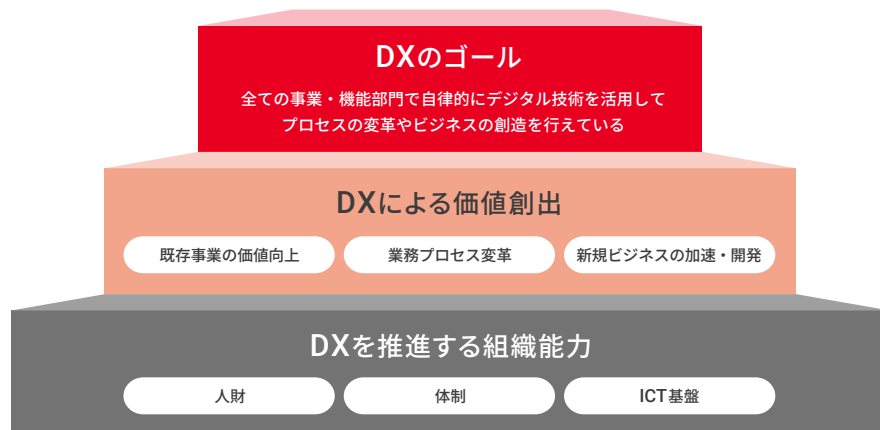 DXのゴール
全ての事業・機能部門で自律的にデジタル技術を活用して
プロセスの変革やビジネスの創造を行えている
DXによる価値創出
既存事業の価値向上
業務プロセス変革
新規ビジネスの加速・開発
DXを推進する組織能力
人財
体制
ICT基盤